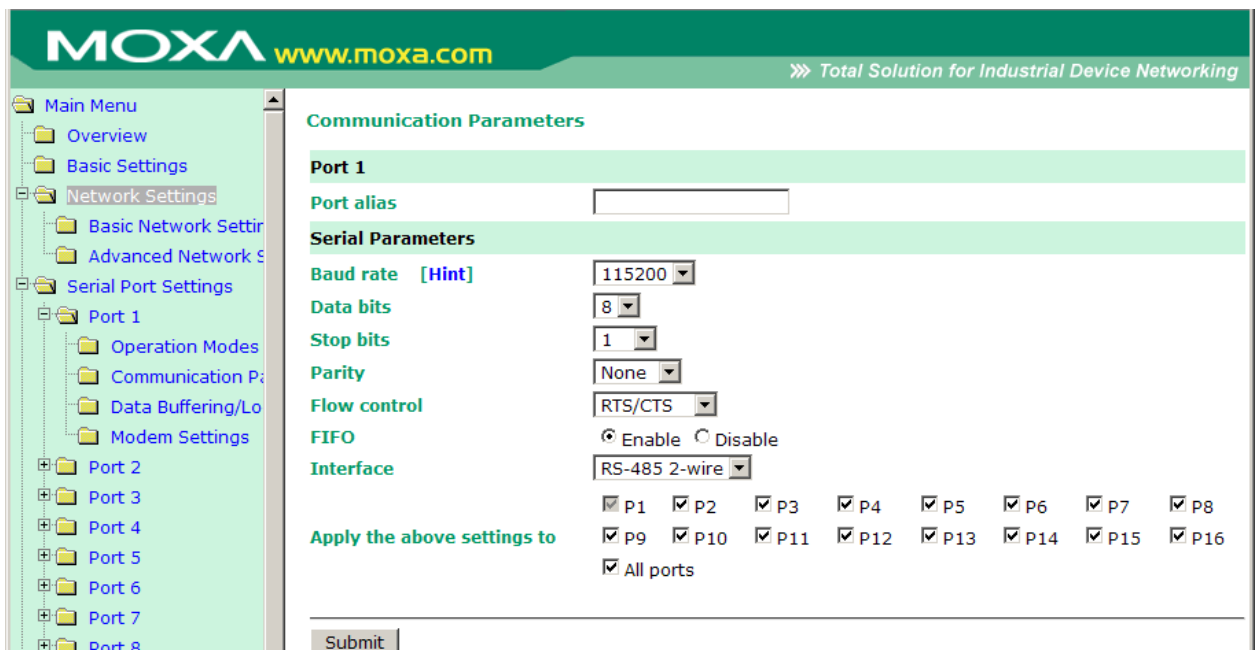 MOXA www.moxa.com
Total Solution for Industrial Device Networking
Main Menu
Overview
Basic Settings
Network Settings
Basic Network Settin
Advanced Network S
Serial Port Settings
Port 1
Operation Modes
Communication Pa
Data Buffering/Lo
Modem Settings
Port 2
Port 3
Port 4
Port 5
Port 6
Port 7
Port 8
Communication Parameters
Port 1
Port alias
Serial Parameters
Baud rate [Hint] 115200
Data bits 8
Stop bits 1
Parity None
Flow control RTS/CTS
FIFO Enable Disable
Interface RS-485 2-wire
P1 P2 P3 P4 P5 P6 P7 P8
Apply the above settings to P9 P10 P11 P12 P13 P14 P15 P16
All ports
Submit